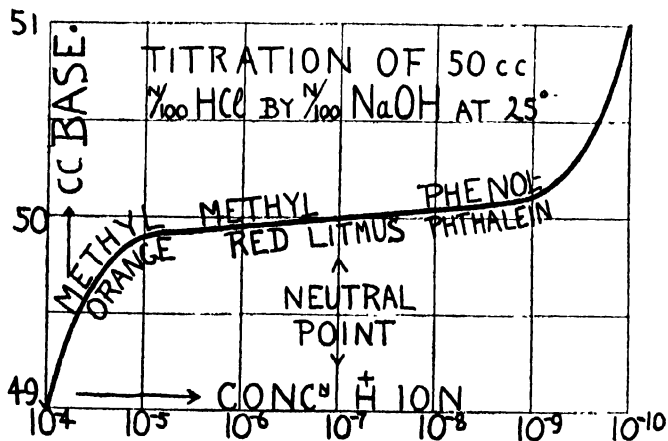 51
TITRATION OF 50 cc
N/100 HCl BY N/100 NaOH AT 25°
cc BASE.
50
METHYL ORANGE
METHYL RED
LITMUS
PHENOL PHTHALEIN
NEUTRAL
POINT
49
CONCN H+ ION
10-4 10-5 10-6 10-7 10-8 10-9 10-10